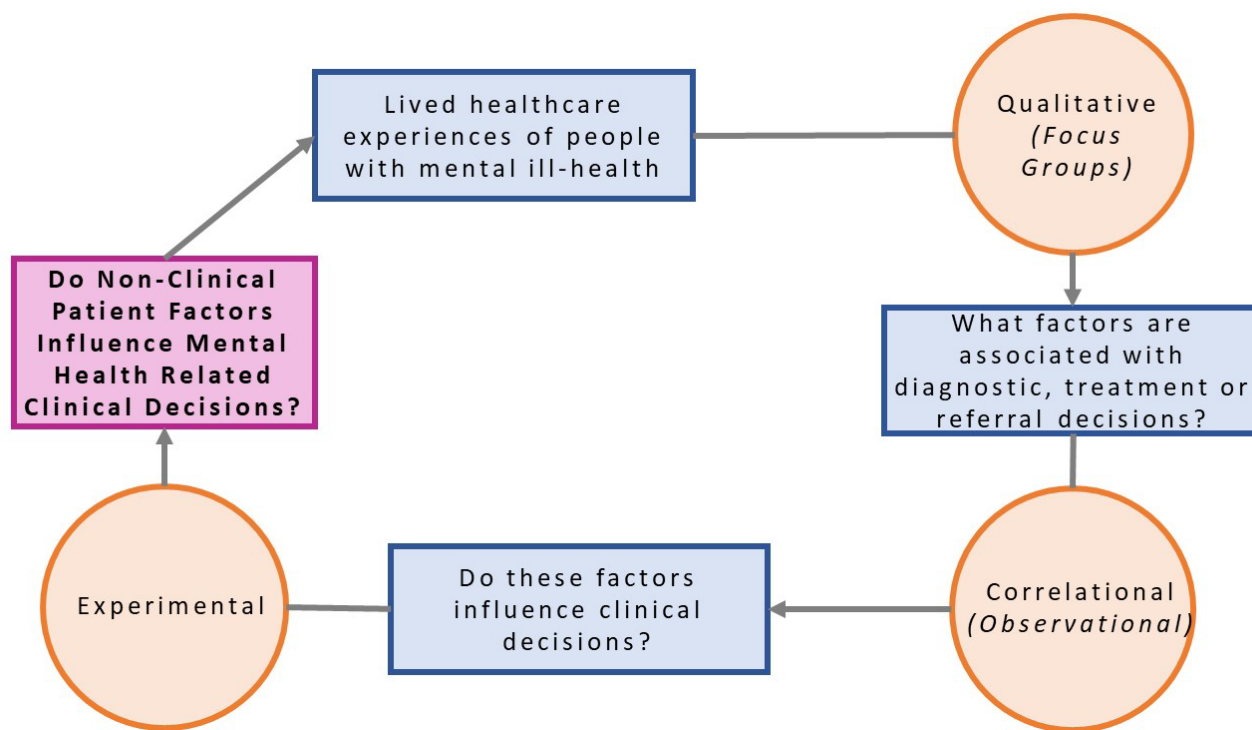 Lived healthcare
experiences of people
with mental ill-health
Qualitative
(Focus
Groups)
Do Non-Clinical
Patient Factors
Influence Mental
Health Related
Clinical Decisions?
What factors are
associated with
diagnostic, treatment or
referral decisions?
Experimental
Do these factors
influence clinical
decisions?
Correlational
(Observational)